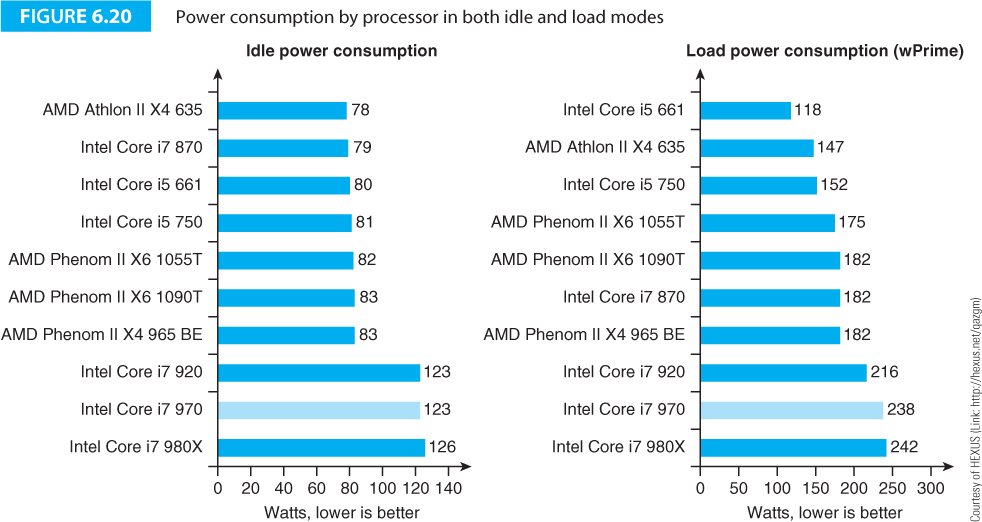 FIGURE 6.20
Power consumption by processor in both idle and load modes
Idle power consumption
AMD Athlon II X4 635 78
Intel Core i7 870 79
Intel Core i5 661 80
Intel Core i5 750 81
AMD Phenom II X6 1055T 82
AMD Phenom II X6 1090T 83
AMD Phenom II X4 965 BE 83
Intel Core i7 920 123
Intel Core i7 970 123
Intel Core i7 980X 126
0 20 40 60 80 100 120 140
Watts, lower is better
Load power consumption (wPrime)
Intel Core i5 661 118
AMD Athlon II X4 635 147
Intel Core i5 750 152
AMD Phenom II X6 1055T 175
AMD Phenom II X6 1090T 182
Intel Core i7 870 182
AMD Phenom II X4 965 BE 182
Intel Core i7 920 216
Intel Core i7 970 238
Intel Core i7 980X 242
0 50 100 150 200 250 300
Watts, lower is better
Courtesy of HEXUS (Link: http://hexus.net/qazgm)